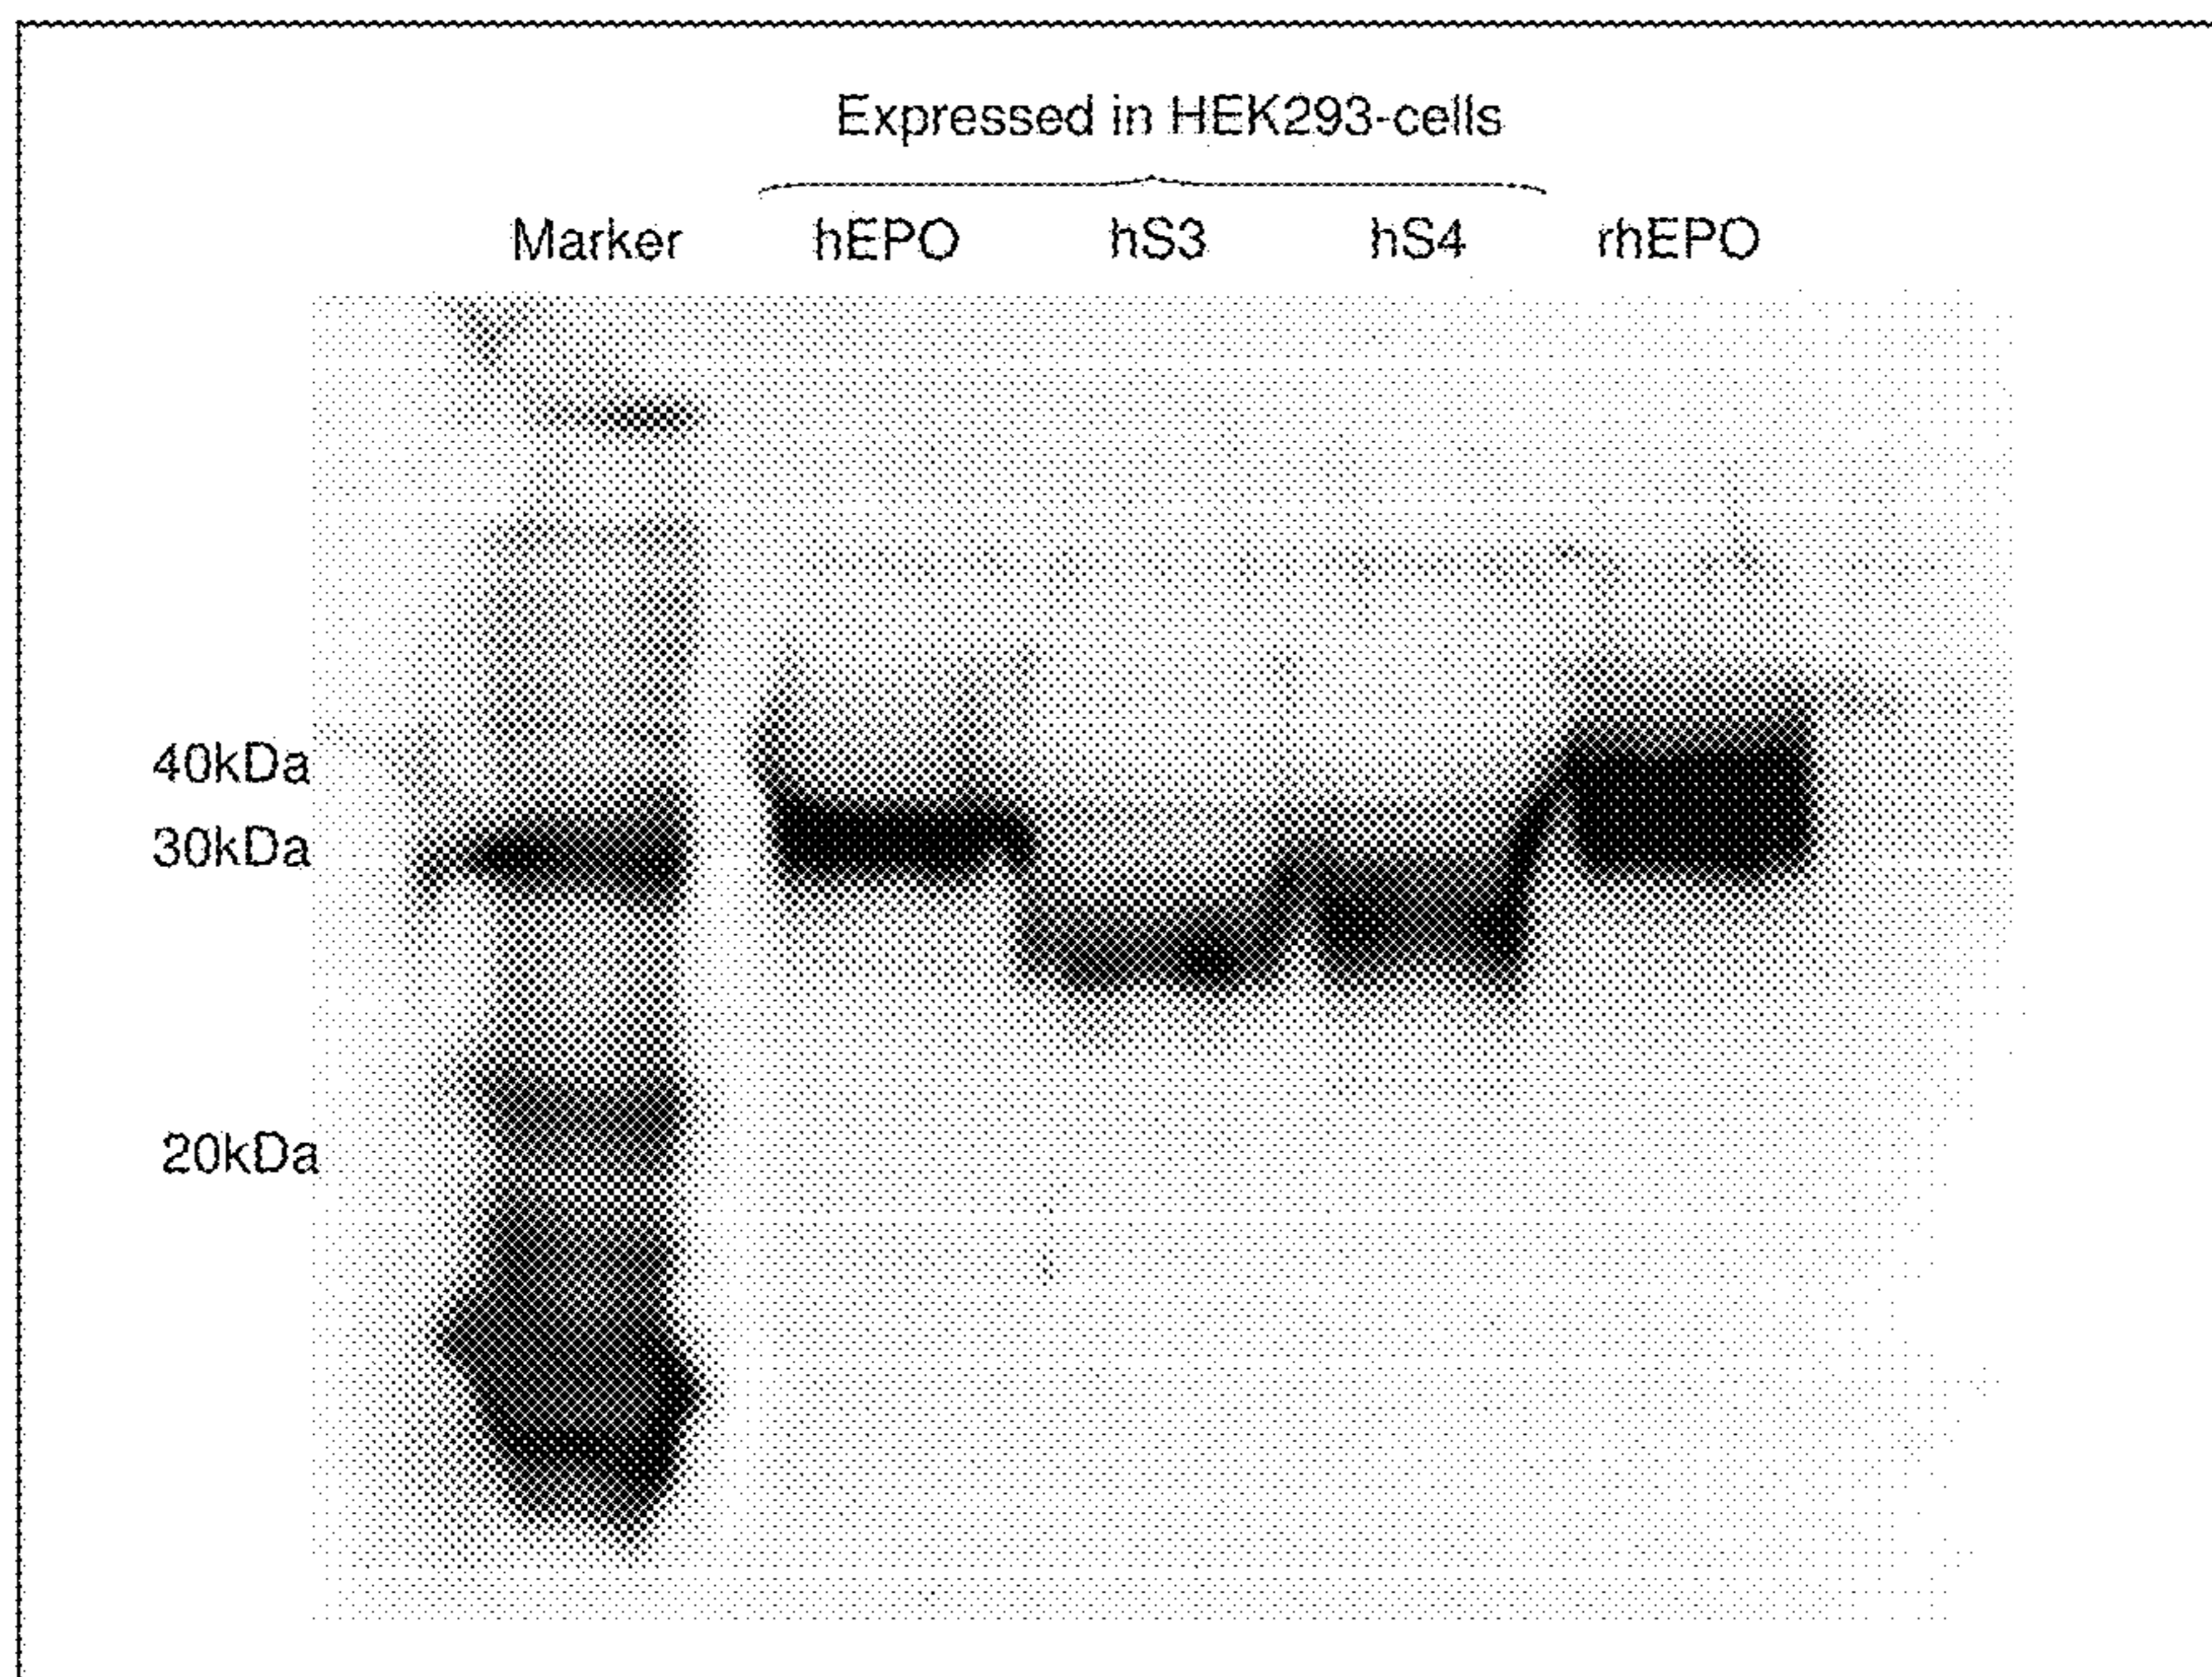 Expressed in HEK293-cells
Marker hEPO hS3 hS4 rhEPO
40kDa
30kDa
20kDa